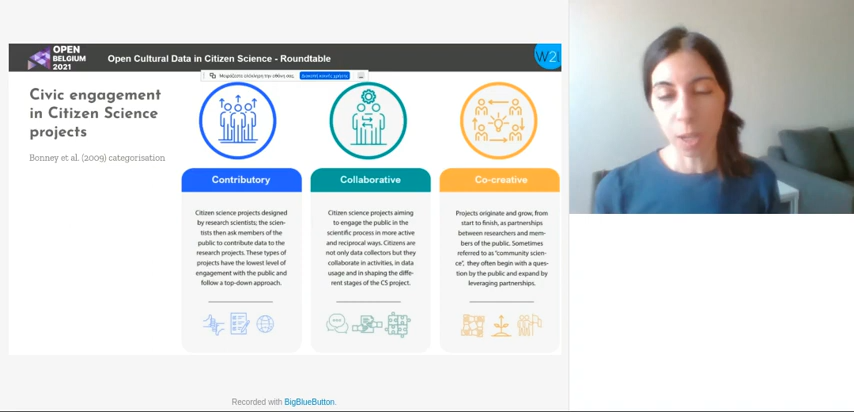 OPEN
BELGIUM
2021
Open Cultural Data in Citizen Science - Roundtable
W2
Μοιράζεστε ολόκληρη την οθόνη σας.
Διακοπή κοινής χρήσης
Civic engagement
in Citizen Science
projects
Bonney et al. (2009) categorisation
Contributory
Citizen science projects designed
by research scientists; the scien-
tists then ask members of the
public to contribute data to the
research projects. These types of
projects have the lowest level of
engagement with the public and
follow a top-down approach.
Collaborative
Citizen science projects aiming
to engage the public in the
scientific process in more active
and reciprocal ways. Citizens are
not only data collectors but they
collaborate in activities, in data
usage and in shaping the diffe-
rent stages of the CS project.
Co-creative
Projects originate and grow, from
start to finish, as partnerships
between researchers and mem-
bers of the public. Sometimes
referred to as "community scien-
ce", they often begin with a ques-
tion by the public and expand by
leveraging partnerships.
Recorded with BigBlueButton.